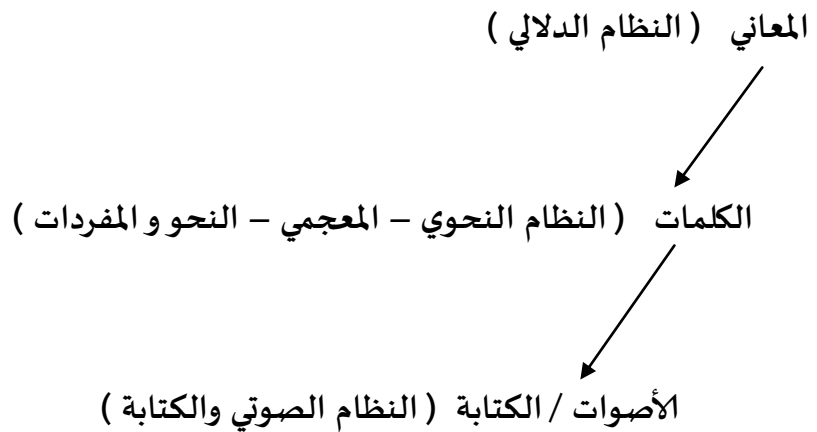 المعاني ( النظام الدلالي )
الكلمات ( النظام النحوي – المعجمي – النحو و المفردات )
الأصوات / الكتابة ( النظام الصوتي والكتابة )